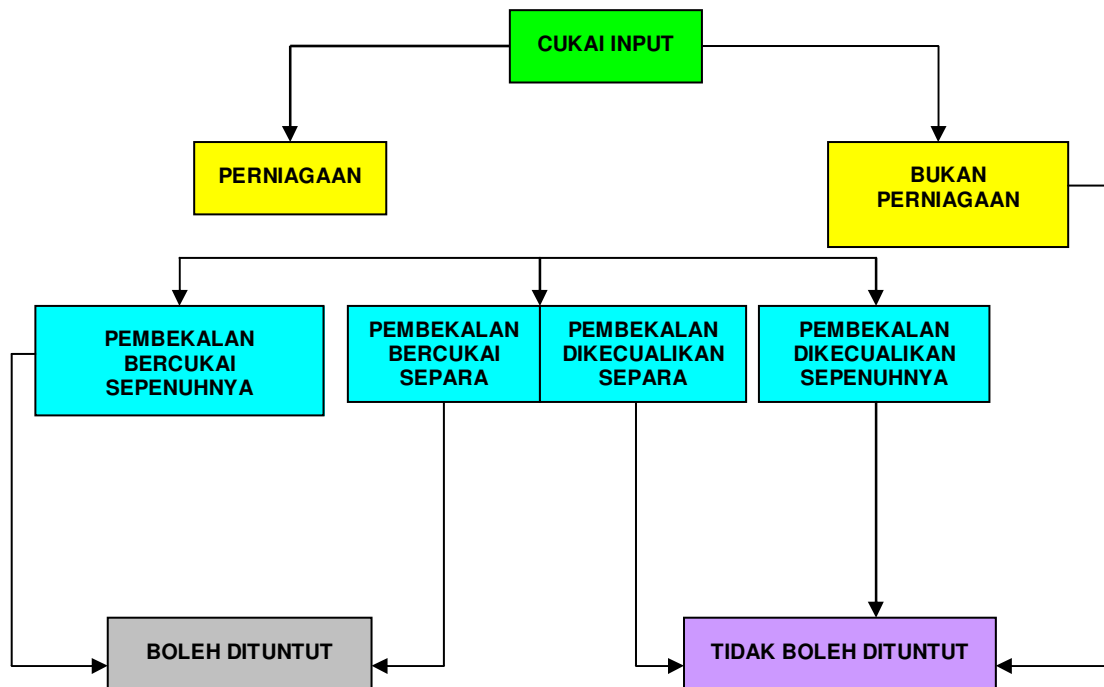 CUKAI INPUT
PERNIAGAAN
BUKAN
PERNIAGAAN
PEMBEKALAN
BERCUKAI
SEPENUHNYA
PEMBEKALAN
BERCUKAI
SEPARA
PEMBEKALAN
DIKECUALIKAN
SEPARA
PEMBEKALAN
DIKECUALIKAN
SEPENUHNYA
BOLEH DITUNTUT
TIDAK BOLEH DITUNTUT